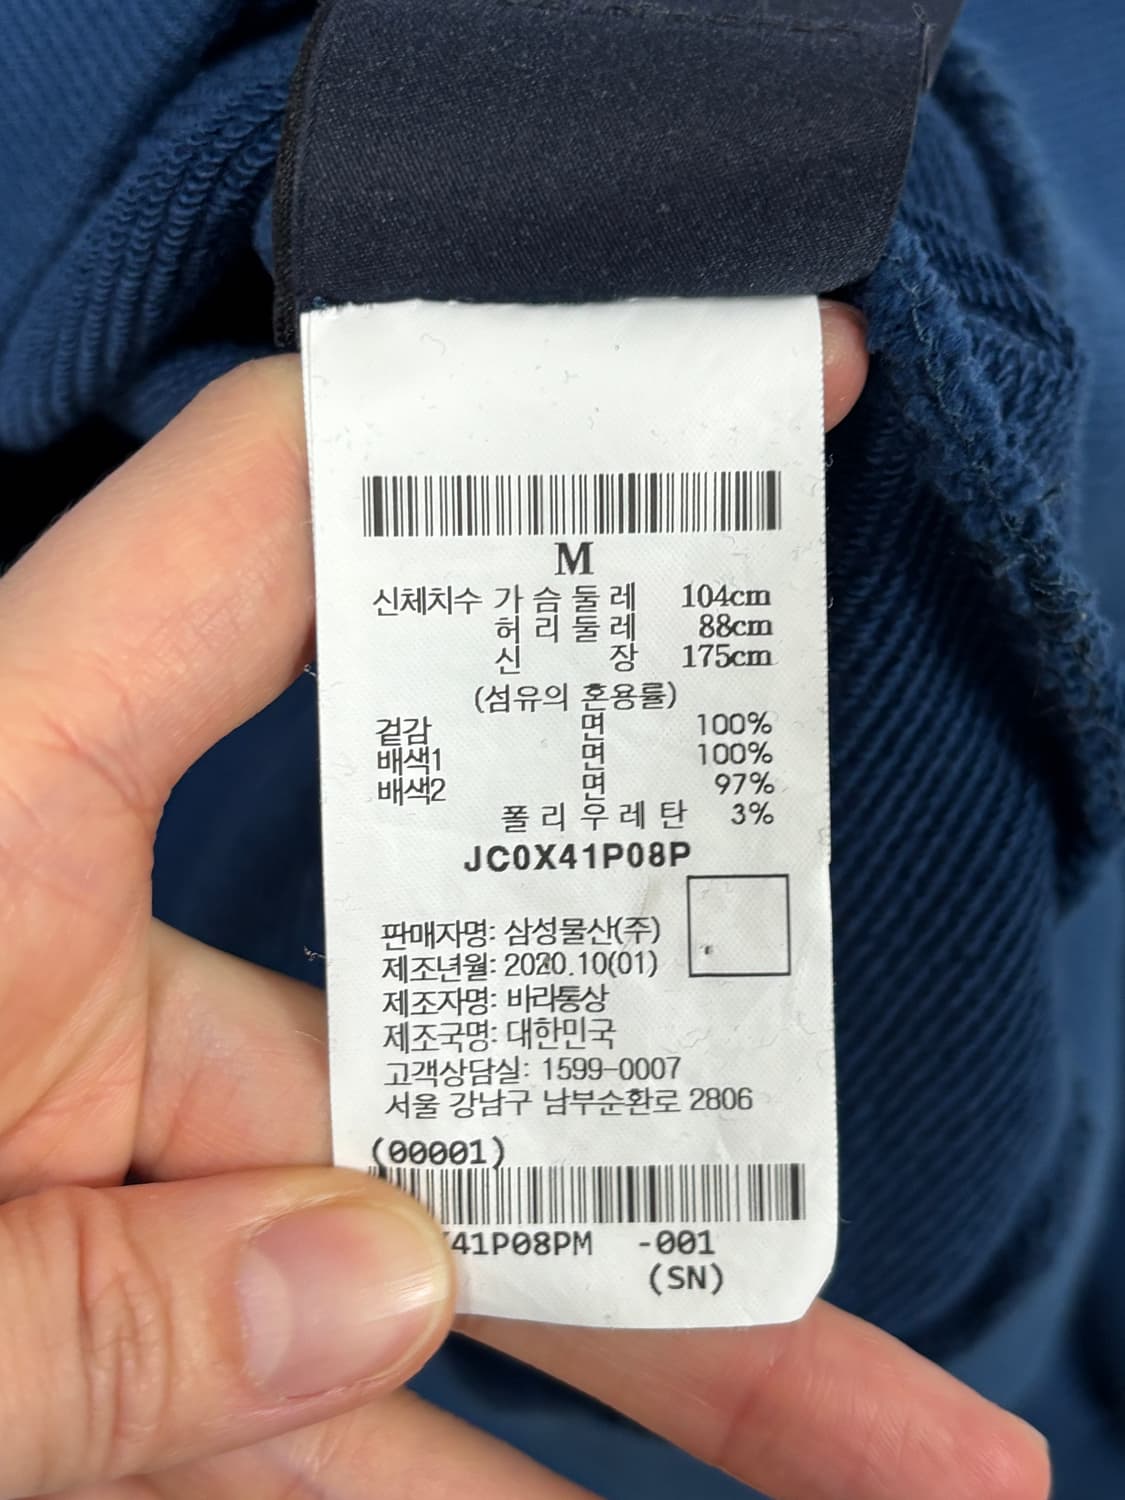 M
신체치수 가슴둘레 104cm
허리둘레 88cm
신 장 175cm
(섬유의 혼용률)
겉감 면 100%
배색1 면 100%
배색2 면 97%
폴리우레탄 3%
JC0X41P08P
판매자명: 삼성물산(주)
제조년월: 2020.10(01)
제조자명: 바라통상
제조국명: 대한민국
고객상담실: 1599-0007
서울 강남구 남부순환로 2806
(00001)
41P08PM -001
(SN)